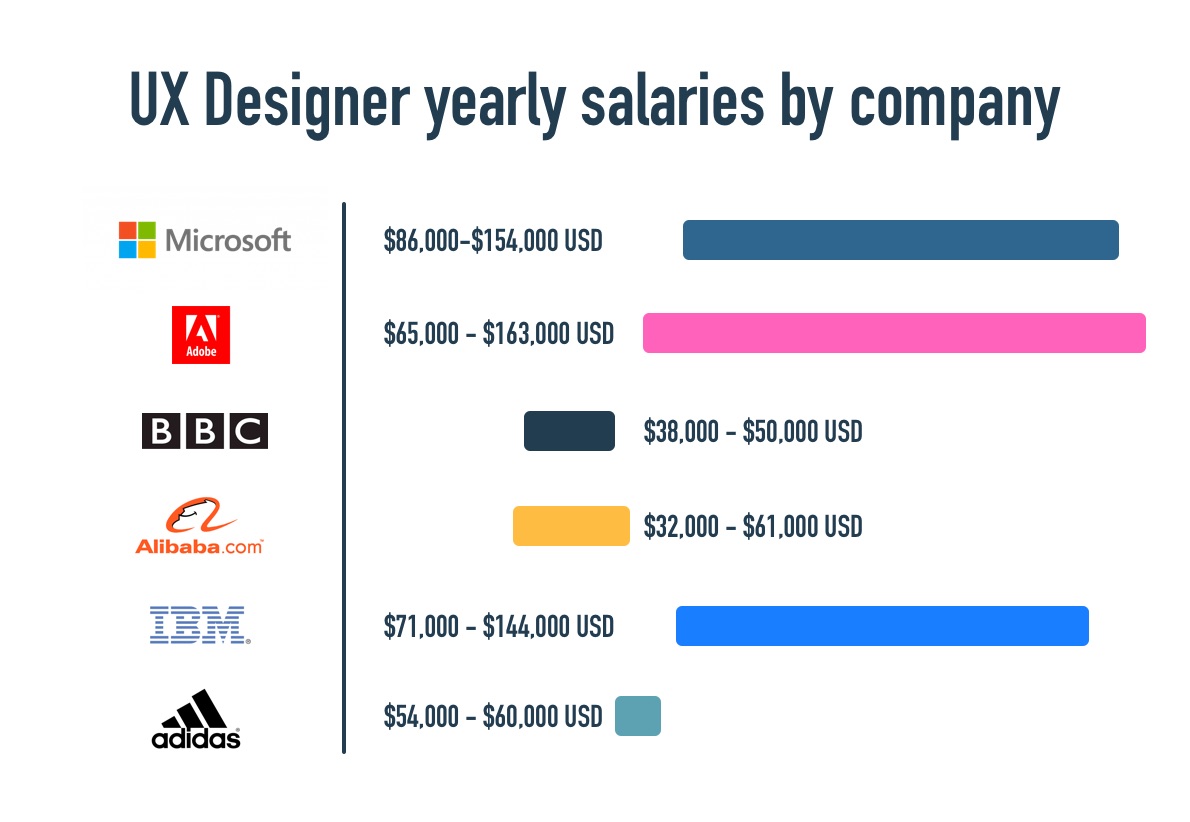 UX Designer yearly salaries by company
Microsoft
$86,000–$154,000 USD
Adobe
$65,000 – $163,000 USD
BBC
$38,000 – $50,000 USD
Alibaba.com™
$32,000 – $61,000 USD
IBM®
$71,000 – $144,000 USD
adidas®
$54,000 – $60,000 USD